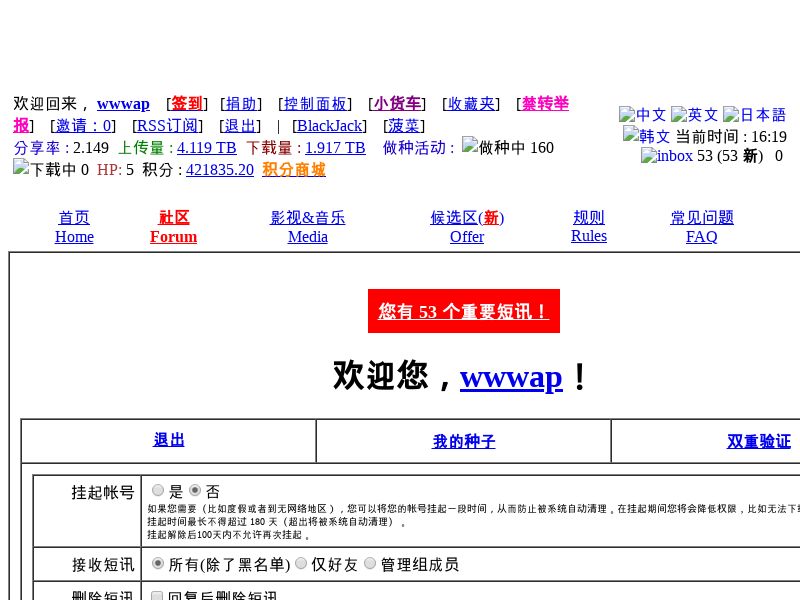 欢迎回来， wwwap [签到] [捐助] [控制面板] [小货车] [收藏夹] [禁转举
报] [邀请：0] [RSS订阅] [退出] | [BlackJack] [菠菜]
分享率：2.149 上传量：4.119 TB 下载量：1.917 TB 做种活动： 做种中 160
下载中 0 HP: 5 积分：421835.20 积分商城
中文 英文 日本語
韩文 当前时间：16:19
inbox 53 (53 新) 0
首页 社区 影视&音乐 候选区(新) 规则 常见问题
Home Forum Media Offer Rules FAQ
您有 53 个重要短讯！
欢迎您，wwwap！
退出 我的种子 双重验证
挂起帐号 是 否
如果您需要（比如度假或者到无网络地区），您可以将您的帐号挂起一段时间，从而防止被系统自动清理。在挂起期间您将会降低权限，比如无法下
挂起时间最长不得超过 180 天（超出将被系统自动清理）。
挂起解除后100天内不允许再次挂起。
接收短讯 所有(除了黑名单) 仅好友 管理组成员
删除短讯 回复后删除短讯